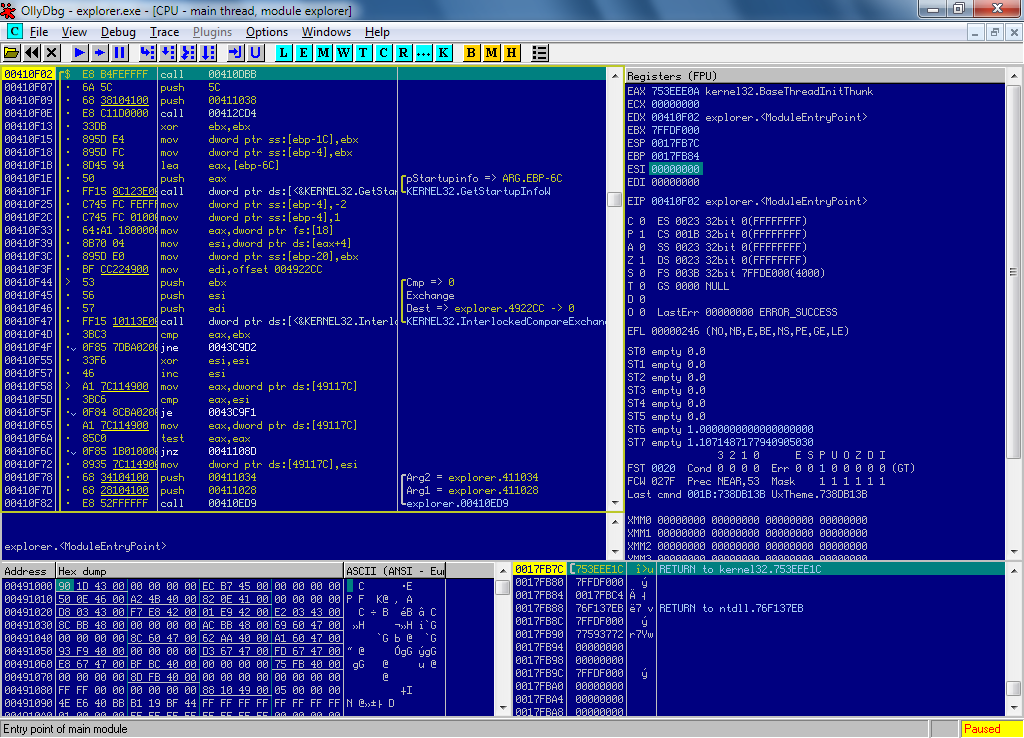 OllyDbg - explorer.exe - [CPU - main thread, module explorer]
C File View Debug Trace Plugins Options Windows Help
L E M W T C R ... K B M H
00410F02 $ E8 B4FEFFFF call 00410DBB
00410F07 · 6A 5C push 5C
00410F09 · 68 38104100 push 00411038
00410F0E · E8 C11D0000 call 00412CD4
00410F13 · 33DB xor ebx,ebx
00410F15 · 895D E4 mov dword ptr ss:[ebp-1C],ebx
00410F18 · 895D FC mov dword ptr ss:[ebp-4],ebx
00410F1B · 8D45 94 lea eax,[ebp-6C]
00410F1E · 50 push eax pStartupinfo => ARG.EBP-6C
00410F1F · FF15 8C123E00 call dword ptr ds:[<&KERNEL32.GetStar KERNEL32.GetStartupInfoW
00410F25 · C745 FC FEFFF mov dword ptr ss:[ebp-4],-2
00410F2C · C745 FC 01000 mov dword ptr ss:[ebp-4],1
00410F33 · 64:A1 1800000 mov eax,dword ptr fs:[18]
00410F39 · 8B70 04 mov esi,dword ptr ds:[eax+4]
00410F3C · 895D E0 mov dword ptr ss:[ebp-20],ebx
00410F3F · BF CC224900 mov edi,offset 004922CC
00410F44 > 53 push ebx Cmp => 0
00410F45 · 56 push esi Exchange
00410F46 · 57 push edi Dest => explorer.4922CC -> 0
00410F47 · FF15 10113E00 call dword ptr ds:[<&KERNEL32.Interlo KERNEL32.InterlockedCompareExchan
00410F4D · 3BC3 cmp eax,ebx
00410F4F · 0F85 7DBA0200 jne 0043C9D2
00410F55 · 33F6 xor esi,esi
00410F57 · 46 inc esi
00410F58 > A1 7C114900 mov eax,dword ptr ds:[49117C]
00410F5D · 3BC6 cmp eax,esi
00410F5F · 0F84 8CBA0200 je 0043C9F1
00410F65 · A1 7C114900 mov eax,dword ptr ds:[49117C]
00410F6A · 85C0 test eax,eax
00410F6C · 0F85 1B010000 jnz 0041108D
00410F72 · 8935 7C114900 mov dword ptr ds:[49117C],esi
00410F78 · 68 34104100 push 00411034 Arg2 = explorer.411034
00410F7D · 68 28104100 push 00411028 Arg1 = explorer.411028
00410F82 · E8 52FFFFFF call 00410ED9 explorer.00410ED9
explorer.<ModuleEntryPoint>
Registers (FPU)
EAX 753EEE0A kernel32.BaseThreadInitThunk
ECX 00000000
EDX 00410F02 explorer.<ModuleEntryPoint>
EBX 7FFDF000
ESP 0017FB7C
EBP 0017FB84
ESI 00000000
EDI 00000000
EIP 00410F02 explorer.<ModuleEntryPoint>
C 0 ES 0023 32bit 0(FFFFFFFF)
P 1 CS 001B 32bit 0(FFFFFFFF)
A 0 SS 0023 32bit 0(FFFFFFFF)
Z 1 DS 0023 32bit 0(FFFFFFFF)
S 0 FS 003B 32bit 7FFDE000(4000)
T 0 GS 0000 NULL
D 0
O 0 LastErr 00000000 ERROR_SUCCESS
EFL 00000246 (NO,NB,E,BE,NS,PE,GE,LE)
ST0 empty 0.0
ST1 empty 0.0
ST2 empty 0.0
ST3 empty 0.0
ST4 empty 0.0
ST5 empty 0.0
ST6 empty 1.0000000000000000000
ST7 empty 1.1071487177940905030
3 2 1 0 E S P U O Z D I
FST 0020 Cond 0 0 0 0 Err 0 0 1 0 0 0 0 0 (GT)
FCW 027F Prec NEAR,53 Mask 1 1 1 1 1 1
Last cmnd 001B:738DB13B UxTheme.738DB13B
XMM0 00000000 00000000 00000000 00000000
XMM1 00000000 00000000 00000000 00000000
XMM2 00000000 00000000 00000000 00000000
XMM3 00000000 00000000 00000000 00000000
Address Hex dump ASCII (ANSI - Eu
00491000 90 1D 43 00 00 00 00 00 EC B7 45 00 00 00 00 00
00491010 50 0E 46 00 A2 4B 40 00 82 0E 41 00 00 00 00 00
00491020 D8 03 43 00 F7 E8 42 00 01 E9 42 00 E2 03 43 00
00491030 8C BB 48 00 00 00 00 00 AC BB 48 00 69 60 47 00
00491040 00 00 00 00 8C 60 47 00 62 AA 40 00 A1 60 47 00
00491050 93 F9 40 00 00 00 00 00 D3 67 47 00 FD 67 47 00
00491060 E8 67 47 00 BF BC 40 00 00 00 00 00 75 FB 40 00
00491070 00 00 00 00 8D FB 40 00 00 00 00 00 00 00 00 00
00491080 FF FF 00 00 00 00 00 00 88 10 49 00 05 00 00 00
00491090 4E E6 40 BB B1 19 BF 44 FF FF FF FF FF FF FF FF
0017FB7C [753EEE1C î>u RETURN to kernel32.753EEE1C
0017FB80 7FFDF000 ý
0017FB84 0017FBC4
0017FB88 76F137EB ë7 v RETURN to ntdll.76F137EB
0017FB8C 7FFDF000 ý
0017FB90 77593772 r7Yw
0017FB94 00000000
0017FB98 00000000
0017FB9C 7FFDF000 ý
0017FBA0 00000000
0017FBA4 00000000
0017FBA8 00000000
Entry point of main module
Paused